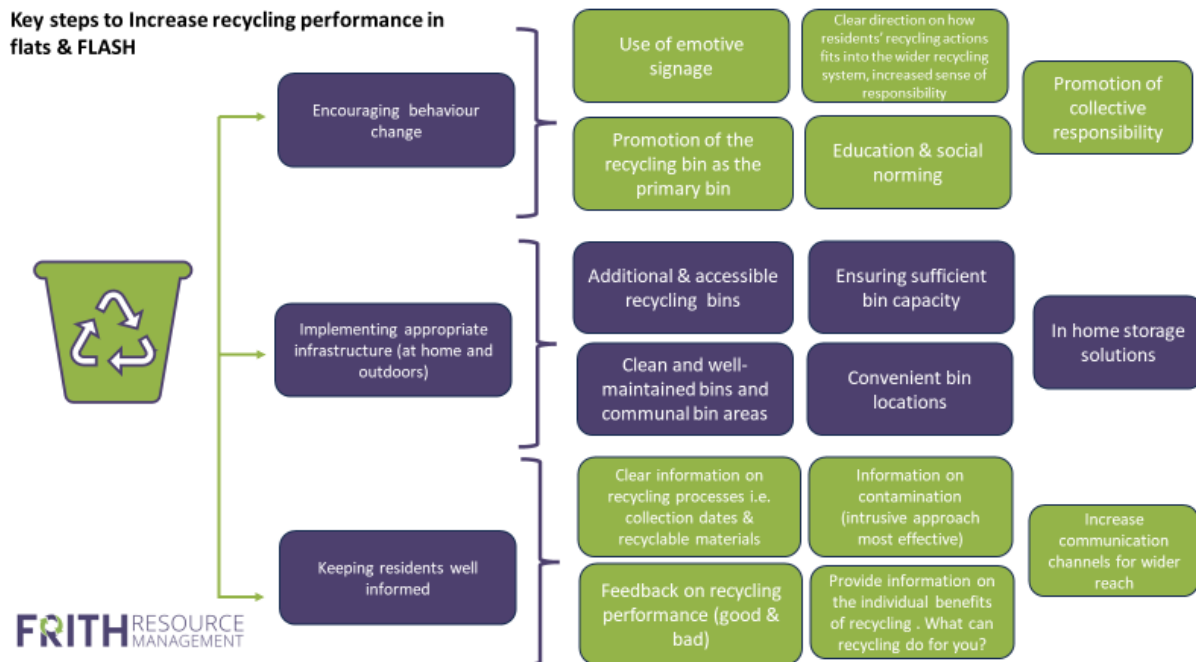 Key steps to Increase recycling performance in
flats & FLASH
Encouraging behaviour
change
Use of emotive
signage
Clear direction on how
residents' recycling actions
fits into the wider recycling
system, increased sense of
responsibility
Promotion of
collective
responsibility
Promotion of the
recycling bin as the
primary bin
Education & social
norming
Implementing appropriate
infrastructure (at home and
outdoors)
Additional & accessible
recycling bins
Ensuring sufficient
bin capacity
In home storage
solutions
Clean and well-
maintained bins and
communal bin areas
Convenient bin
locations
Keeping residents well
informed
Clear information on
recycling processes i.e.
collection dates &
recyclable materials
Information on
contamination
(intrusive approach
most effective)
Increase
communication
channels for wider
reach
Feedback on recycling
performance (good &
bad)
Provide information on
the individual benefits
of recycling . What can
recycling do for you?
FRITH RESOURCE
MANAGEMENT